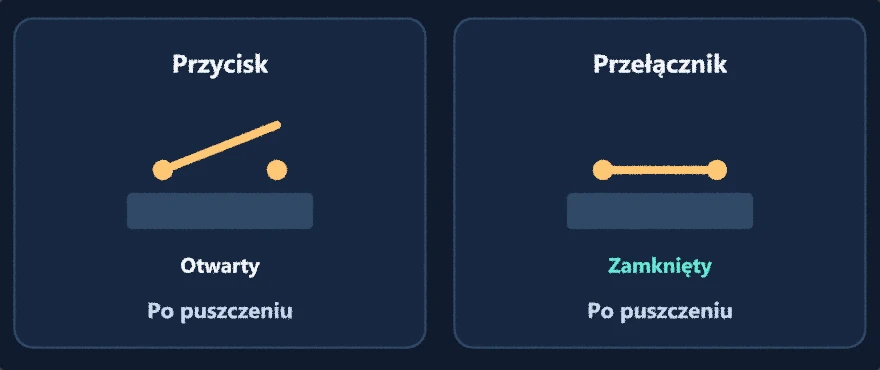 Przycisk
Otwarty
Po puszczeniu
Przełącznik
Zamknięty
Po puszczeniu